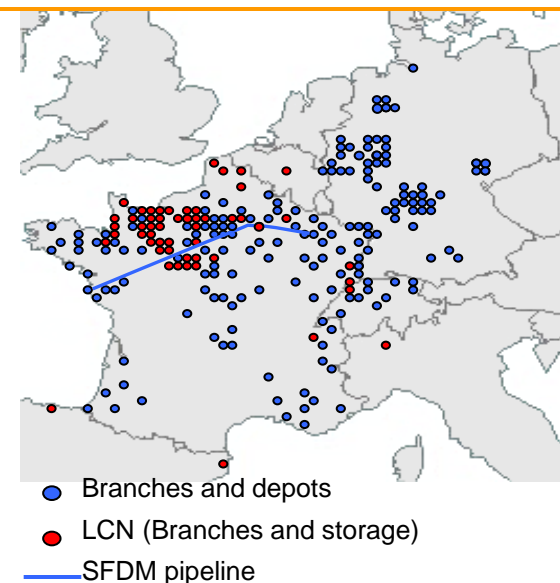 Branches and depots
LCN (Branches and storage)
SFDM pipeline